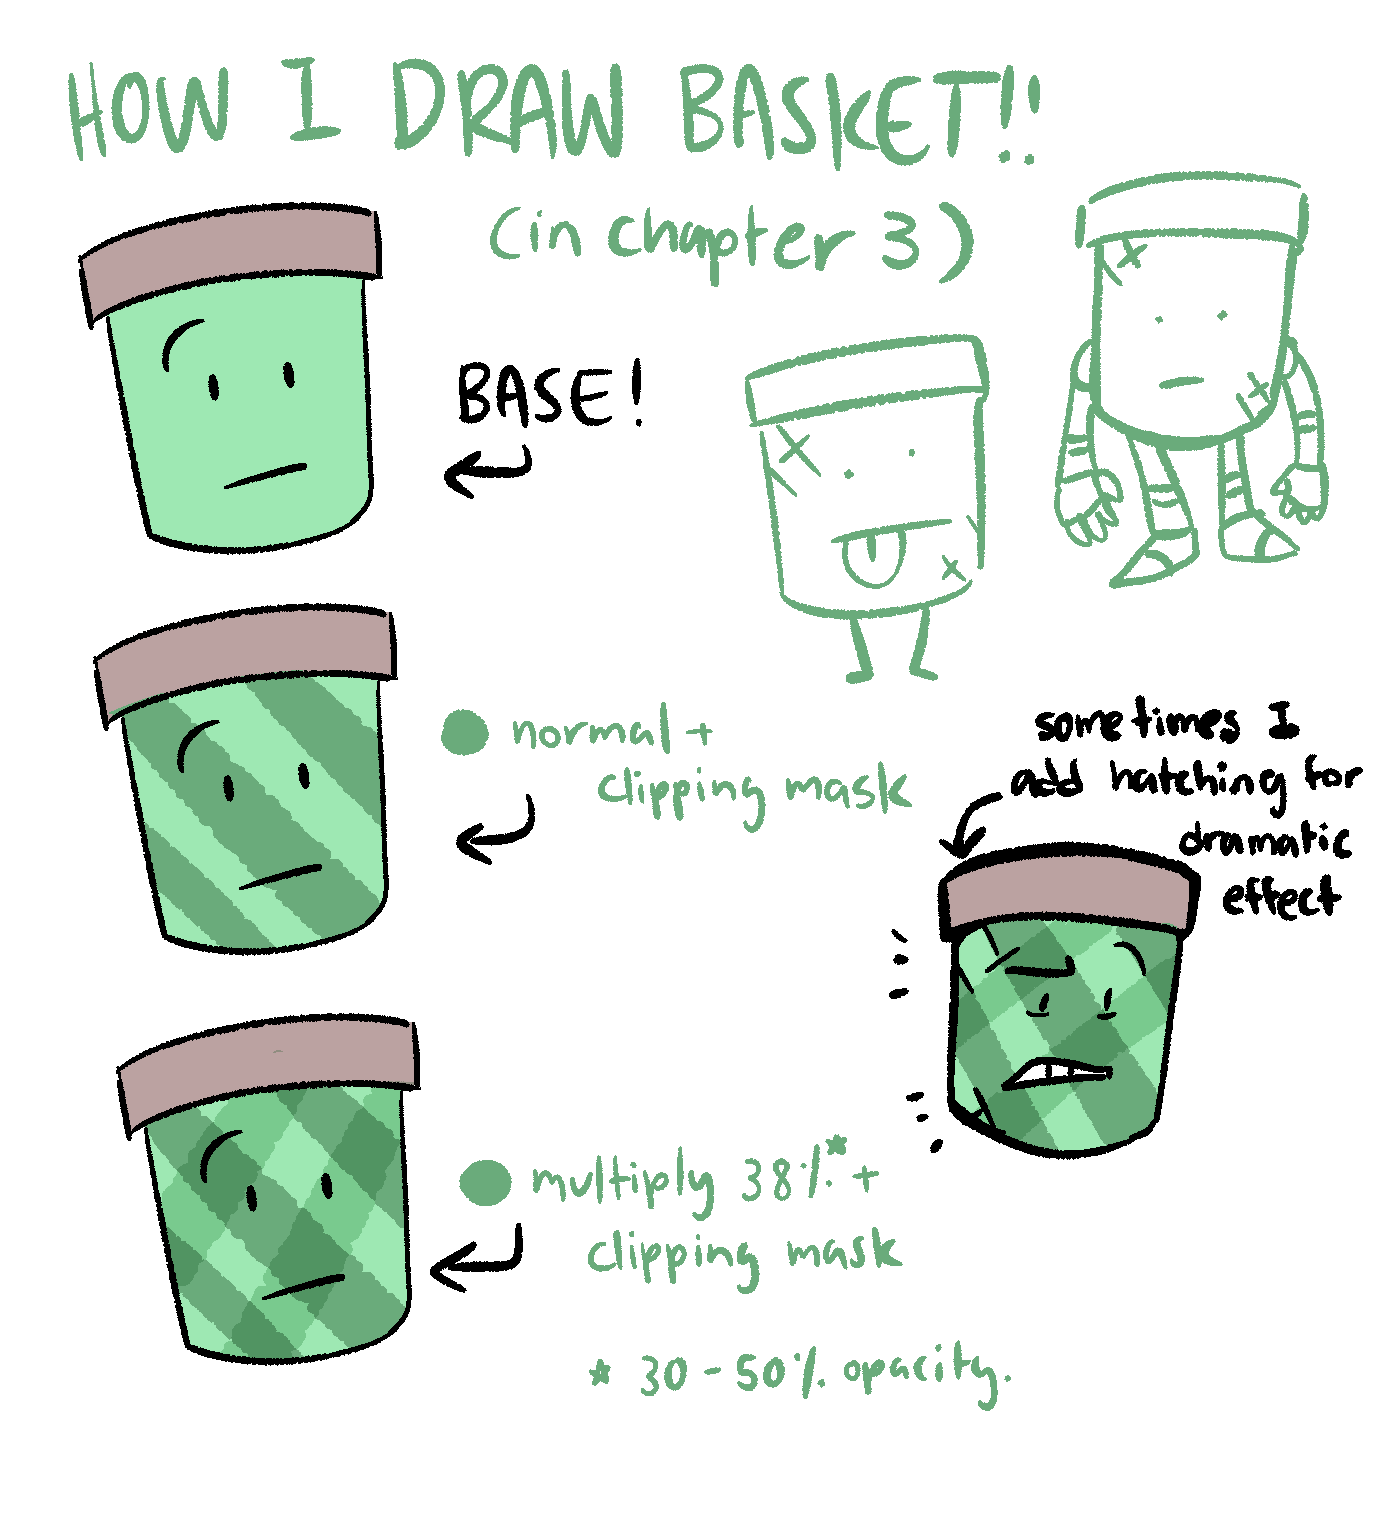 HOW I DRAW BASKET!!
(in chapter 3)
BASE!
normal +
clipping mask
sometimes I
add hatching for
dramatic
effect
multiply 38%* +
clipping mask
* 30-50% opacity.